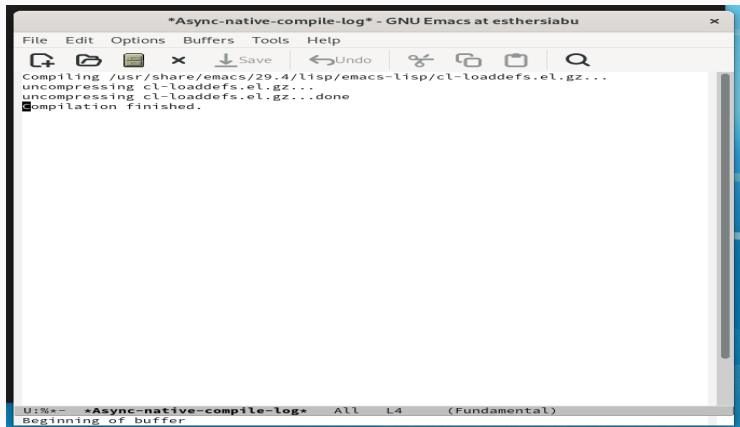 *Async-native-compile-log* - GNU Emacs at esthersiabu
File Edit Options Buffers Tools Help
Save Undo
Compiling /usr/share/emacs/29.4/lisp/emacs-lisp/cl-loaddefs.el.gz...
uncompressing cl-loaddefs.el.gz...
uncompressing cl-loaddefs.el.gz...done
Compilation finished.
U:%*- *Async-native-compile-log* All L4 (Fundamental)
Beginning of buffer